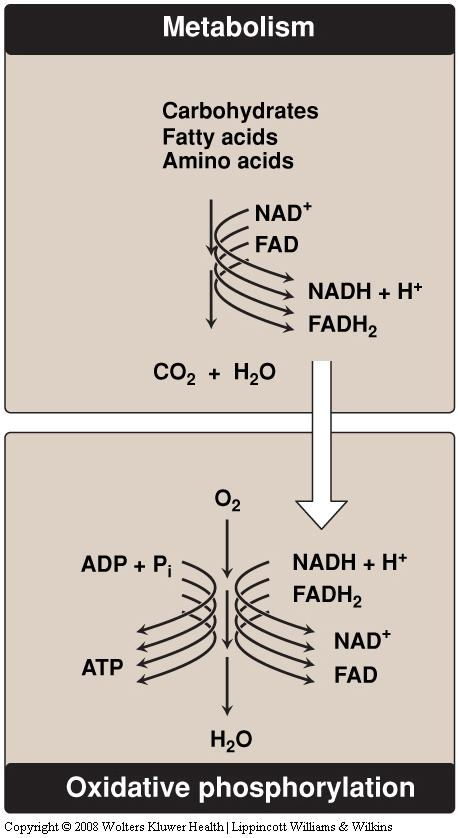 Metabolism
Carbohydrates
Fatty acids
Amino acids
NAD⁺
FAD
NADH + H⁺
FADH₂
CO₂ + H₂O
O₂
ADP + Pᵢ
NADH + H⁺
FADH₂
NAD⁺
ATP
FAD
H₂O
Oxidative phosphorylation
Copyright © 2008 Wolters Kluwer Health | Lippincott Williams & Wilkins